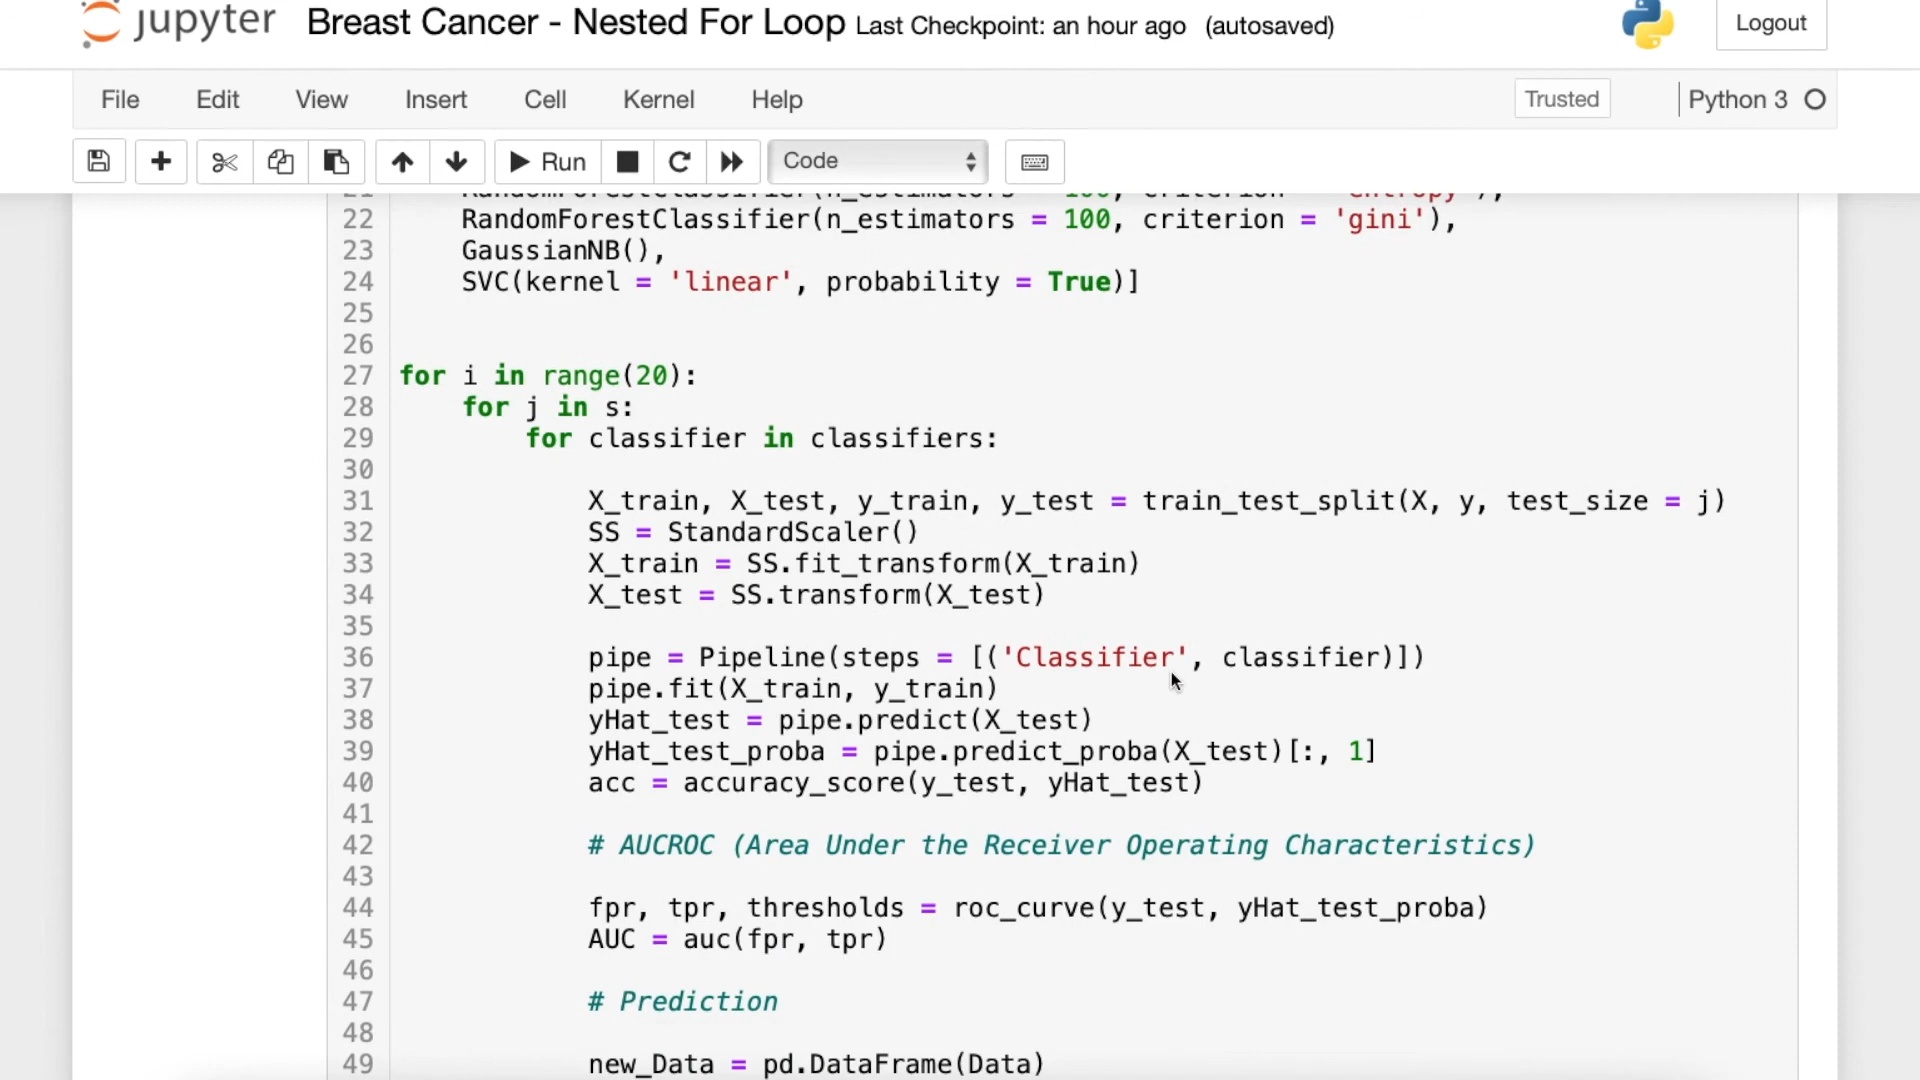 jupyter Breast Cancer - Nested For Loop Last Checkpoint: an hour ago (autosaved) Logout
File Edit View Insert Cell Kernel Help Trusted Python 3
Run Code
21 RandomForestClassifier(n_estimators = 100, criterion = 'entropy'),
22 RandomForestClassifier(n_estimators = 100, criterion = 'gini'),
23 GaussianNB(),
24 SVC(kernel = 'linear', probability = True)]
25
26
27 for i in range(20):
28 for j in s:
29 for classifier in classifiers:
30
31 X_train, X_test, y_train, y_test = train_test_split(X, y, test_size = j)
32 SS = StandardScaler()
33 X_train = SS.fit_transform(X_train)
34 X_test = SS.transform(X_test)
35
36 pipe = Pipeline(steps = [('Classifier', classifier)])
37 pipe.fit(X_train, y_train)
38 yHat_test = pipe.predict(X_test)
39 yHat_test_proba = pipe.predict_proba(X_test)[:, 1]
40 acc = accuracy_score(y_test, yHat_test)
41
42 # AUCROC (Area Under the Receiver Operating Characteristics)
43
44 fpr, tpr, thresholds = roc_curve(y_test, yHat_test_proba)
45 AUC = auc(fpr, tpr)
46
47 # Prediction
48
49 new_Data = pd.DataFrame(Data)